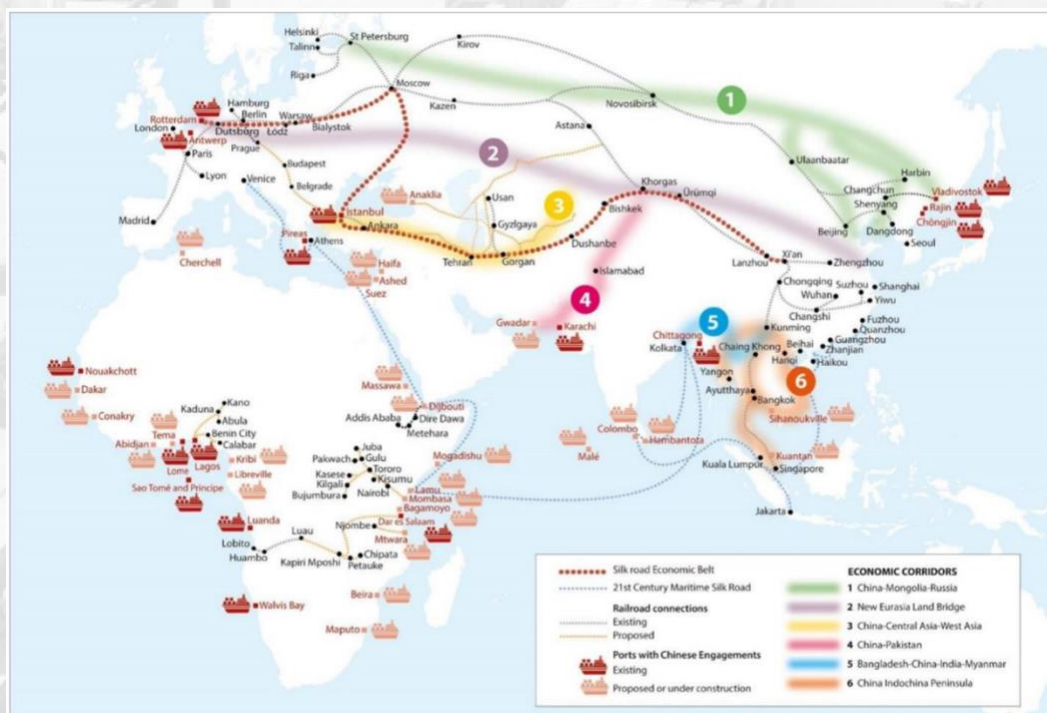 Helsinki
St Petersburg
Talinn
Kirov
Riga
Moscow
1
Hamburg
Berlin
Warsaw
Kazen
Novosibirsk
Rotterdam
London
Dutsburg
Łódź
Bialystok
Antwerp
Prague
Astana
2
Paris
Ulaanbaatar
Lyon
Venice
Budapest
Belgrade
Harbin
Khorgas
Ürümqi
Anaklia
Usan
3
Changchun
Vladivostok
Shenyang
Rajin
Madrid
Istanbul
Bishkek
Ankara
Gyzlgaya
Chongjin
Pireas
Athens
Dushanbe
Beijing
Dangdong
Seoul
Cherchell
Haifa
Tehran
Gorgan
Lanzhou
Xi'an
Zhengzhou
Ashed
Suez
Islamabad
Chongqing
Suzhou
Shanghai
4
Wuhan
Yiwu
Changshi
Gwadar
Karachi
5
Kunming
Fuzhou
Quanzhou
Chittagong
Kolkata
Chaing Khong
Beihai
Guangzhou
Zhanjian
Hanoi
Haikou
Nouakchott
Yangon
6
Dakar
Massawa
Ayutthaya
Kano
Djibouti
Bangkok
Conakry
Kaduna
Addis Ababa
Dire Dawa
Sihanoukville
Abula
Metehara
Colombo
Hambantota
Tema
Benin City
Abidjan
Calabar
Juba
Mogadishu
Malé
Kuantan
Lome
Lagos
Kribi
Pakwach
Gulu
Kuala Lumpur
Singapore
Libreville
Tororo
Kasese
Kisumu
Sao Tomé and Principe
Kilgali
Lamu
Bujumbura
Nairobi
Mombasa
Bagamoyo
Jakarta
Luanda
Dar es Salaam
Luau
Njombe
Mtwara
Lobito
Huambo
Kapiri Mposhi
Chipata
Petauke
Beira
Walvis Bay
Maputo
Silk road Economic Belt
21st Century Maritime Silk Road
Railroad connections
Existing
Proposed
Ports with Chinese Engagements
Existing
Proposed or under construction
ECONOMIC CORRIDORS
1 China-Mongolia-Russia
2 New Eurasia Land Bridge
3 China-Central Asia-West Asia
4 China-Pakistan
5 Bangladesh-China-India-Myanmar
6 China Indochina Peninsula